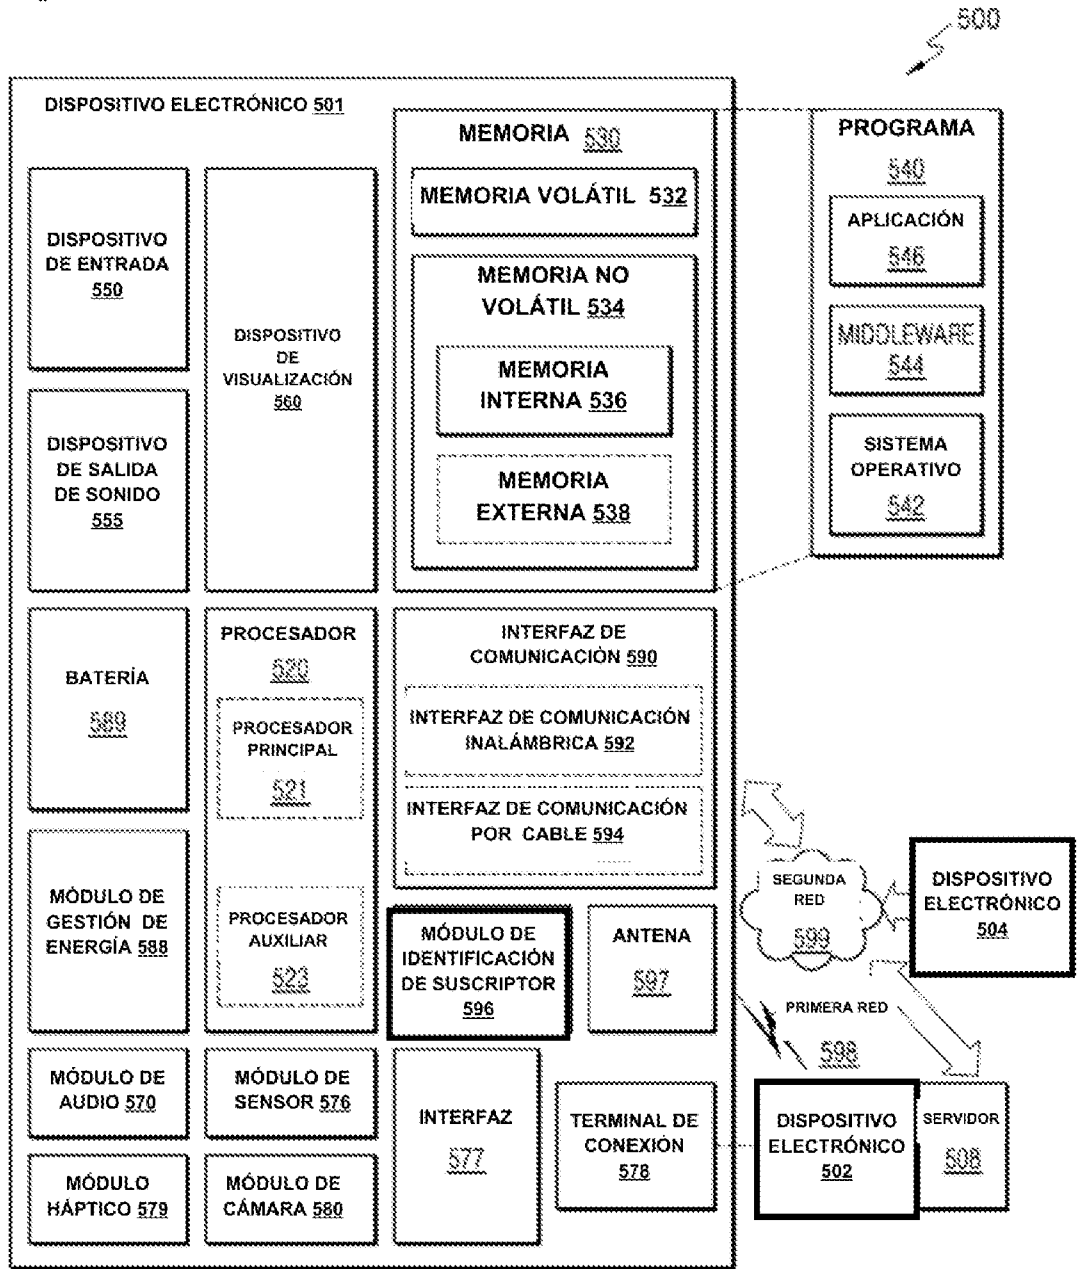 500
DISPOSITIVO ELECTRÓNICO 501
DISPOSITIVO
DE ENTRADA
550
DISPOSITIVO
DE SALIDA
DE SONIDO
555
DISPOSITIVO
DE
VISUALIZACIÓN
560
MEMORIA 530
MEMORIA VOLÁTIL 532
MEMORIA NO
VOLÁTIL 534
MEMORIA
INTERNA 536
MEMORIA
EXTERNA 538
PROGRAMA
540
APLICACIÓN
546
MIDDLEWARE
544
SISTEMA
OPERATIVO
542
BATERÍA
589
PROCESADOR
520
PROCESADOR
PRINCIPAL
521
PROCESADOR
AUXILIAR
523
INTERFAZ DE
COMUNICACIÓN 590
INTERFAZ DE COMUNICACIÓN
INALÁMBRICA 592
INTERFAZ DE COMUNICACIÓN
POR CABLE 594
MÓDULO DE
GESTIÓN DE
ENERGÍA 588
MÓDULO DE
IDENTIFICACIÓN
DE SUSCRIPTOR
596
ANTENA
597
SEGUNDA
RED
599
DISPOSITIVO
ELECTRÓNICO
504
PRIMERA RED
598
MÓDULO DE
AUDIO 570
MÓDULO DE
SENSOR 576
INTERFAZ
577
TERMINAL DE
CONEXIÓN
578
DISPOSITIVO
ELECTRÓNICO
502
SERVIDOR
508
MÓDULO
HÁPTICO 579
MÓDULO DE
CÁMARA 580